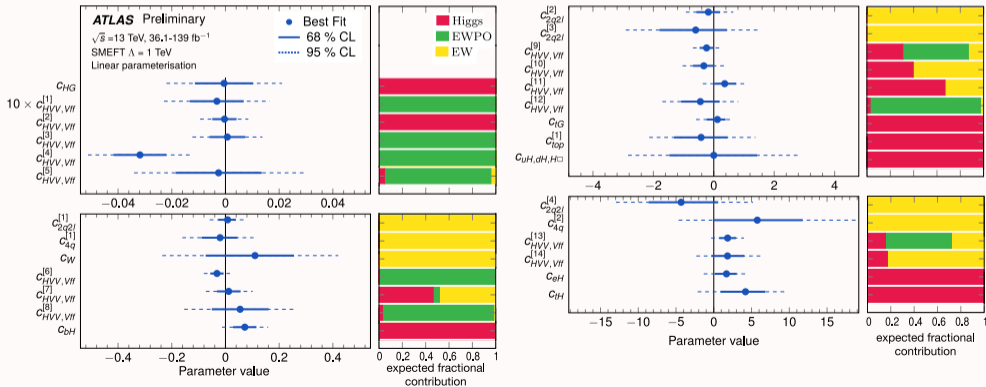 ATLAS Preliminary
√s =13 TeV, 36.1-139 fb⁻¹
SMEFT Λ = 1 TeV
Linear parameterisation
Best Fit
68 % CL
95 % CL
Higgs
EWPO
EW
c_HG
10 × c^[1]_HVV,Vff
c^[2]_HVV,Vff
c^[3]_HVV,Vff
c^[4]_HVV,Vff
c^[5]_HVV,Vff
−0.04 −0.02 0 0.02 0.04
c^[1]_2q2l
c^[1]_4q
c_W
c^[6]_HVV,Vff
c^[7]_HVV,Vff
c^[8]_HVV,Vff
c_bH
−0.4 −0.2 0 0.2 0.4
Parameter value
0 0.2 0.4 0.6 0.8 1
expected fractional
contribution
c^[2]_2q2l
c^[3]_2q2l
c^[9]_HVV,Vff
c^[10]_HVV,Vff
c^[11]_HVV,Vff
c^[12]_HVV,Vff
c_tG
c^[1]_top
c_uH,dH,H□
−4 −2 0 2 4
c^[4]_2q2l
c^[2]_4q
c^[13]_HVV,Vff
c^[14]_HVV,Vff
c_eH
c_tH
−15 −10 −5 0 5 10 15
Parameter value
0 0.2 0.4 0.6 0.8 1
expected fractional
contribution